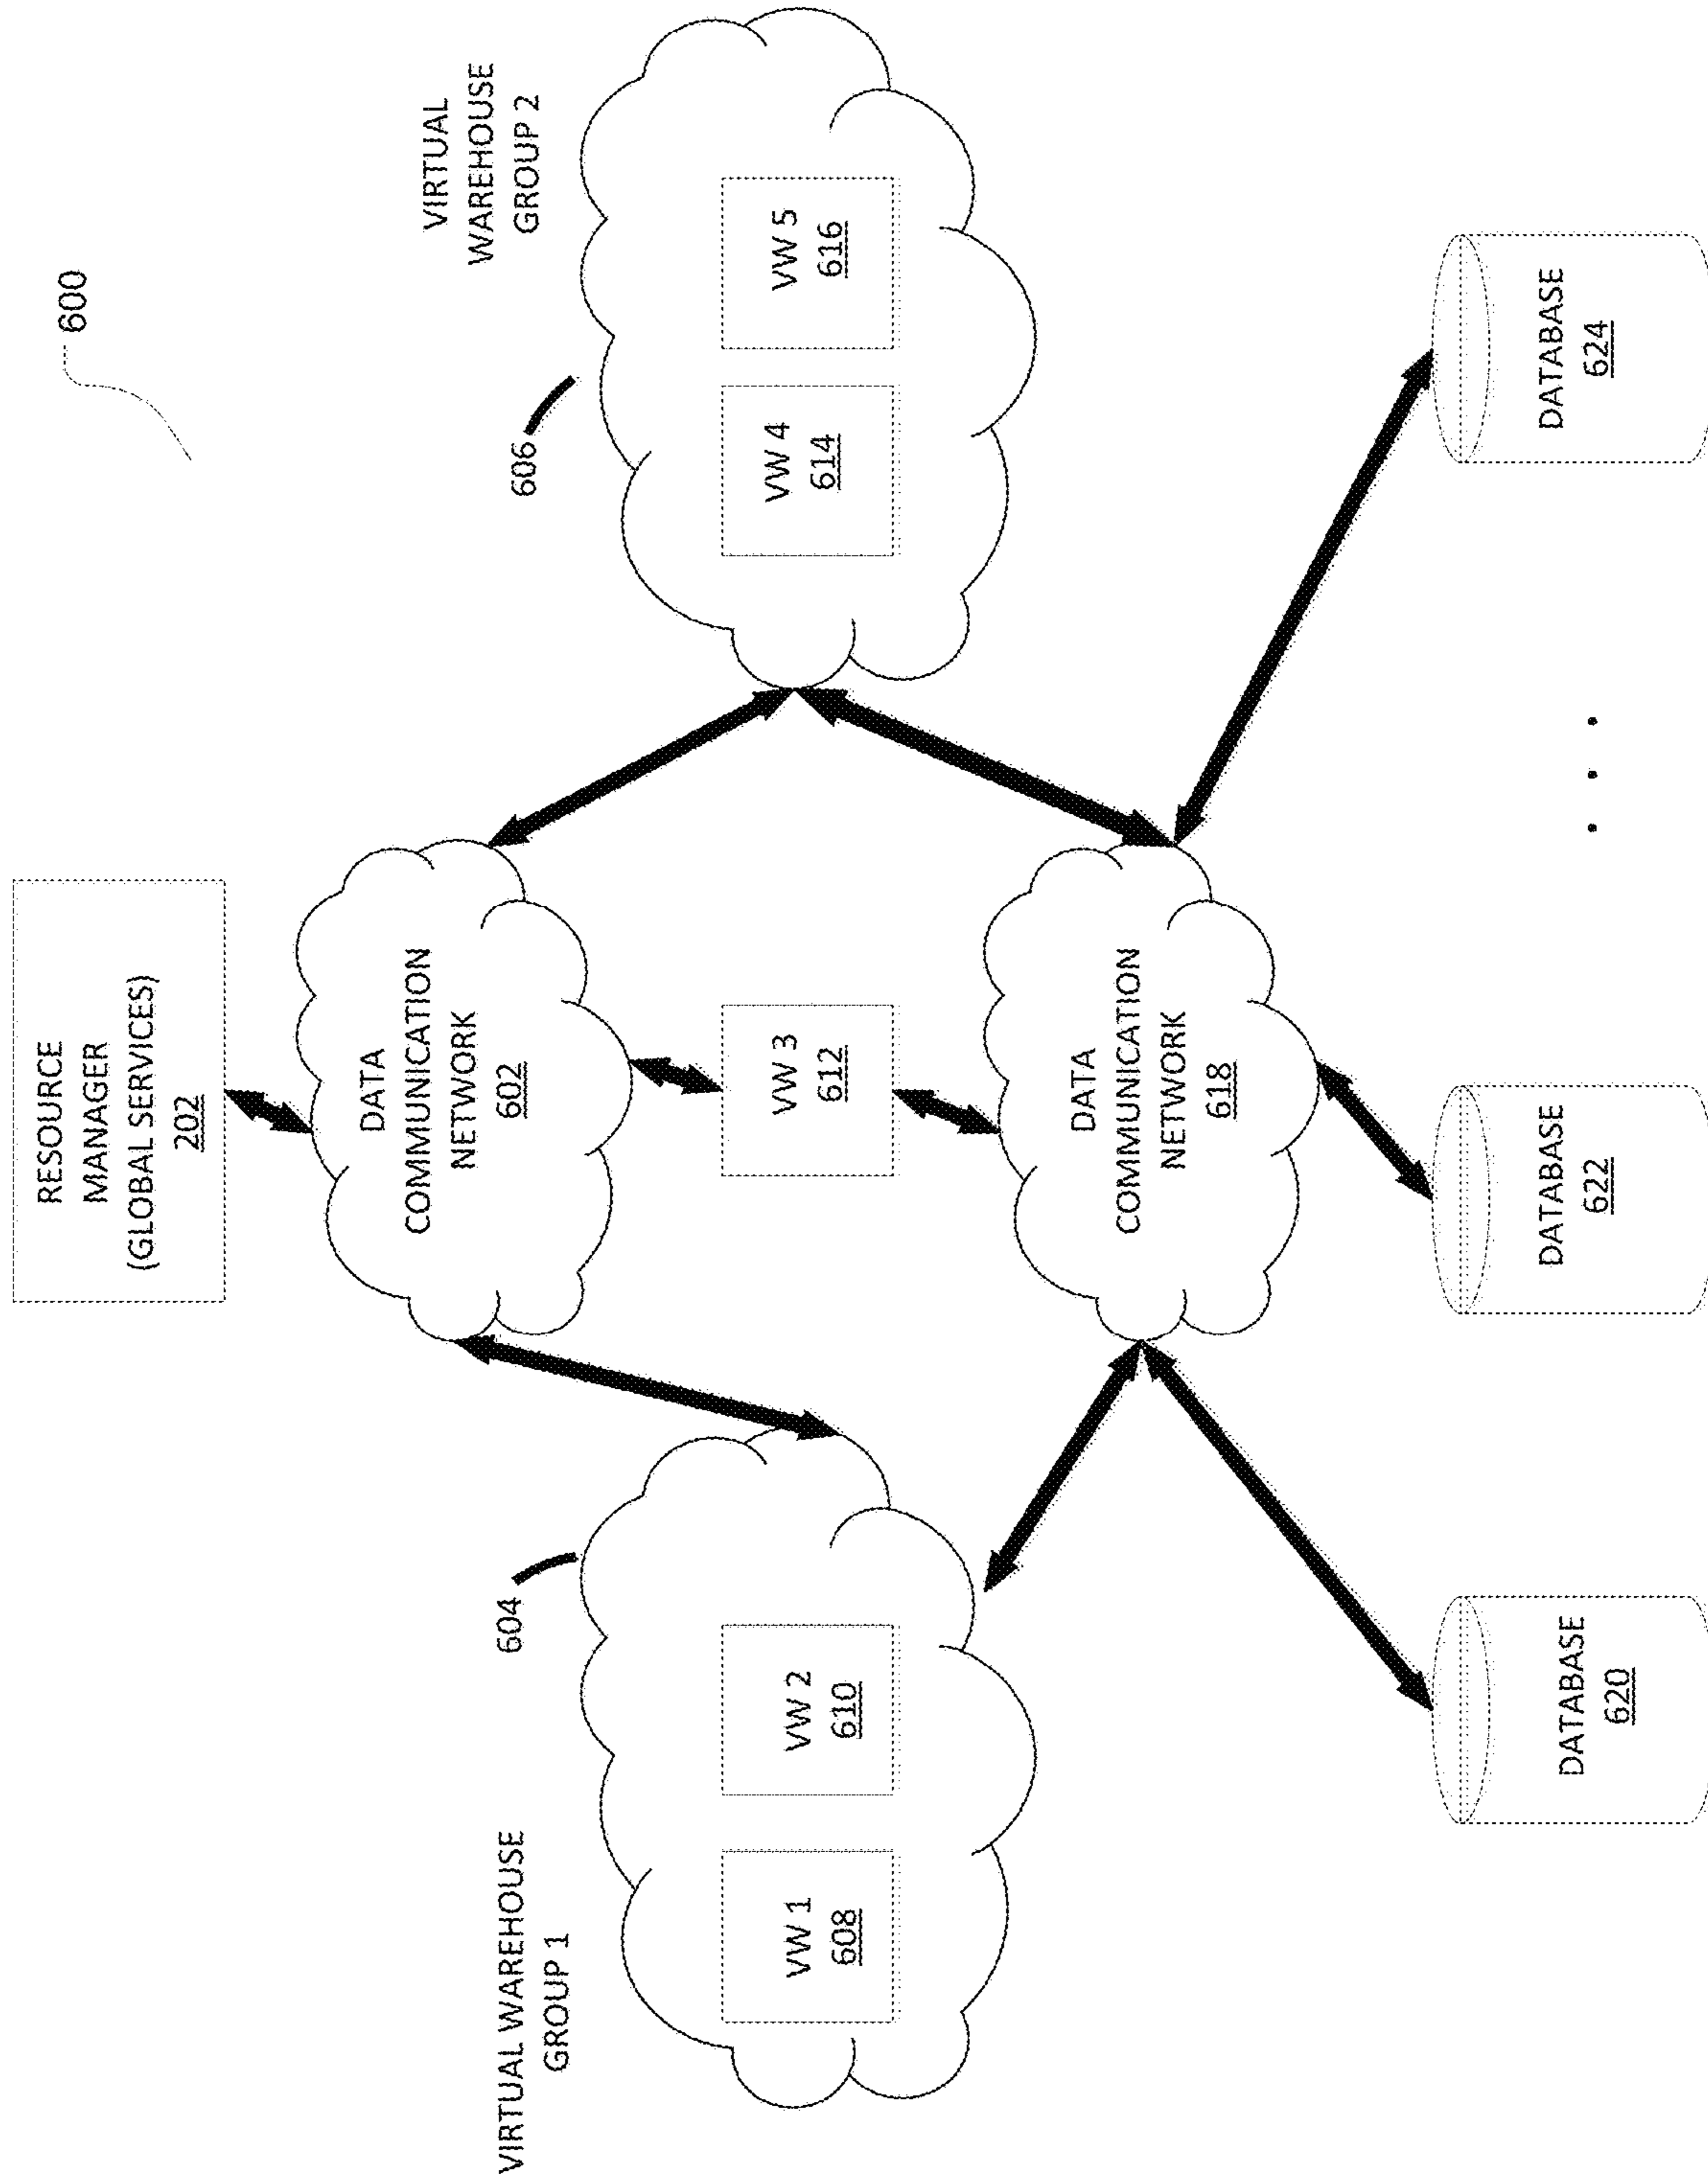 600
RESOURCE
MANAGER
(GLOBAL SERVICES)
202
DATA
COMMUNICATION
NETWORK
602
VIRTUAL WAREHOUSE
GROUP 1
604
VW 1
608
VW 2
610
VW 3
612
VIRTUAL
WAREHOUSE
GROUP 2
606
VW 4
614
VW 5
616
DATA
COMMUNICATION
NETWORK
618
DATABASE
620
DATABASE
622
. . .
DATABASE
624